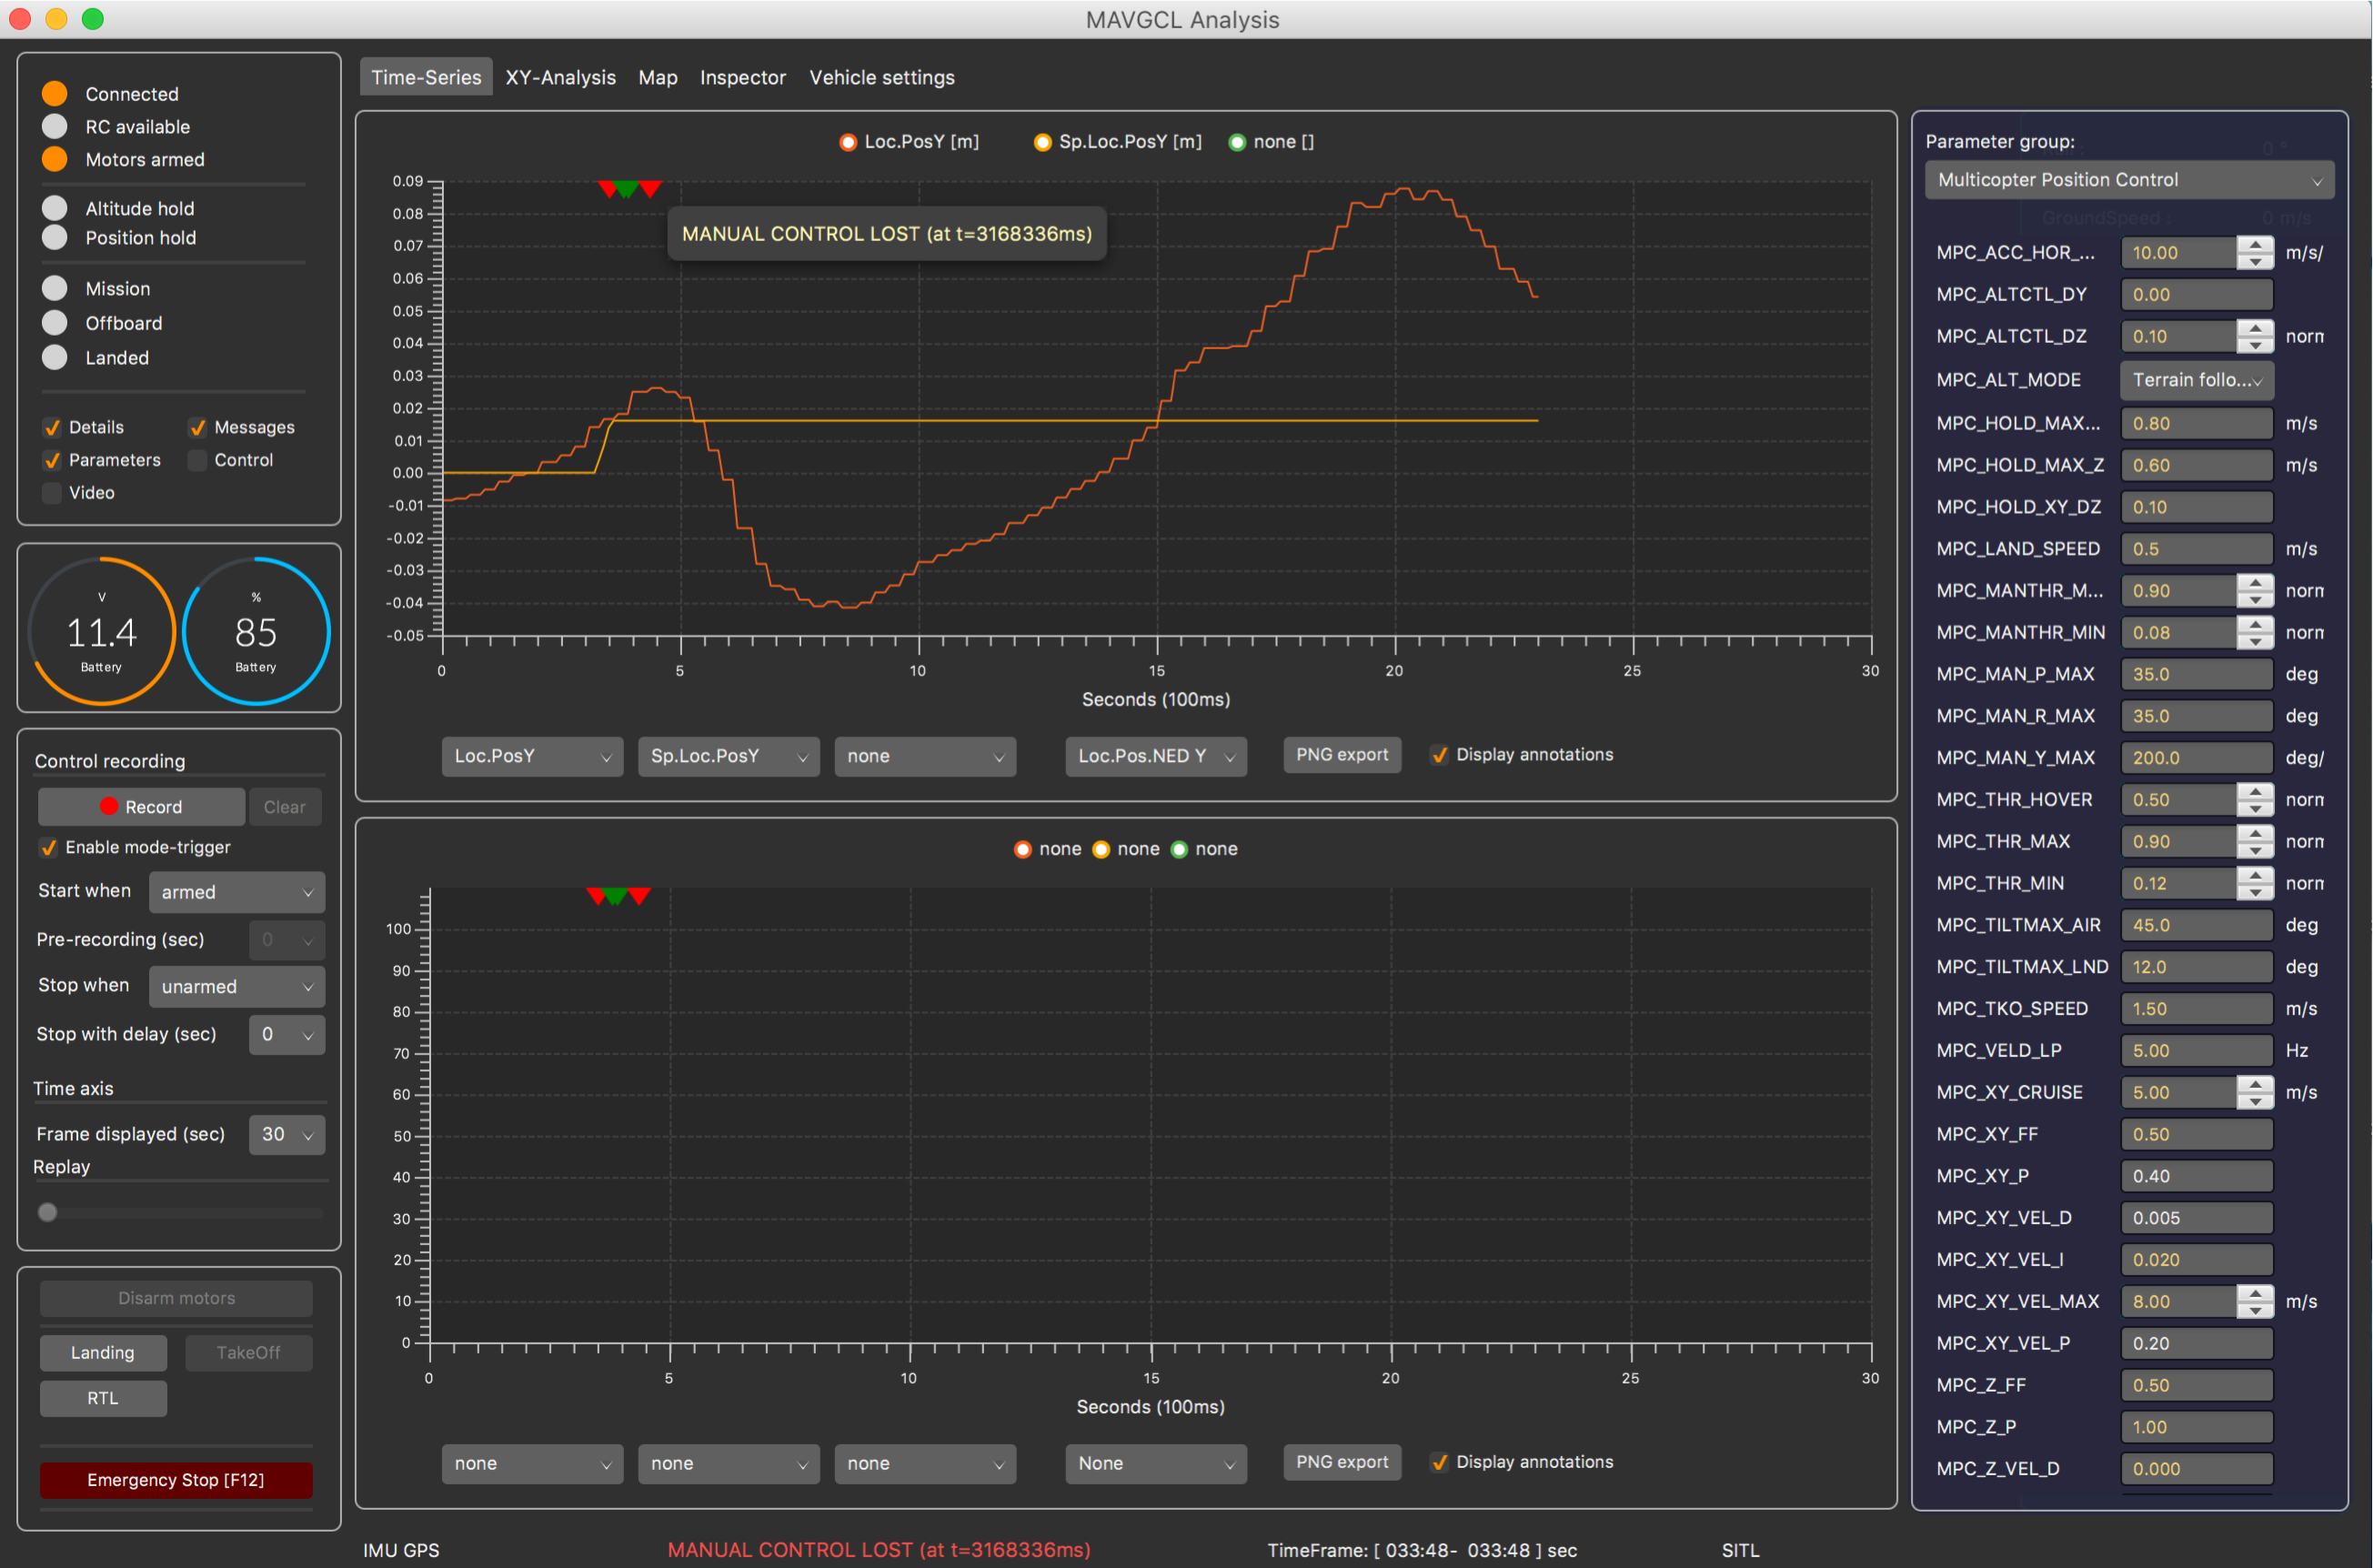 MAVGCL Analysis
Connected
RC available
Motors armed
Altitude hold
Position hold
Mission
Offboard
Landed
Details Messages
Parameters Control
Video
V
11.4
Battery
%
85
Battery
Control recording
Record Clear
Enable mode-trigger
Start when armed
Pre-recording (sec) 0
Stop when unarmed
Stop with delay (sec) 0
Time axis
Frame displayed (sec) 30
Replay
Disarm motors
Landing TakeOff
RTL
Emergency Stop [F12]
Time-Series XY-Analysis Map Inspector Vehicle settings
Loc.PosY [m] Sp.Loc.PosY [m] none []
MANUAL CONTROL LOST (at t=3168336ms)
0.09
0.08
0.07
0.06
0.05
0.04
0.03
0.02
0.01
0.00
-0.01
-0.02
-0.03
-0.04
-0.05
0 5 10 15 20 25 30
Seconds (100ms)
Loc.PosY Sp.Loc.PosY none Loc.Pos.NED Y PNG export Display annotations
none none none
100
90
80
70
60
50
40
30
20
10
0
0 5 10 15 20 25 30
Seconds (100ms)
none none none None PNG export Display annotations
Parameter group:
0 °
Multicopter Position Control
GroundSpeed : 0 m/s
MPC_ACC_HOR_... 10.00 m/s/
MPC_ALTCTL_DY 0.00
MPC_ALTCTL_DZ 0.10 norm
MPC_ALT_MODE Terrain follo...
MPC_HOLD_MAX... 0.80 m/s
MPC_HOLD_MAX_Z 0.60 m/s
MPC_HOLD_XY_DZ 0.10
MPC_LAND_SPEED 0.5 m/s
MPC_MANTHR_M... 0.90 norm
MPC_MANTHR_MIN 0.08 norm
MPC_MAN_P_MAX 35.0 deg
MPC_MAN_R_MAX 35.0 deg
MPC_MAN_Y_MAX 200.0 deg/
MPC_THR_HOVER 0.50 norm
MPC_THR_MAX 0.90 norm
MPC_THR_MIN 0.12 norm
MPC_TILTMAX_AIR 45.0 deg
MPC_TILTMAX_LND 12.0 deg
MPC_TKO_SPEED 1.50 m/s
MPC_VELD_LP 5.00 Hz
MPC_XY_CRUISE 5.00 m/s
MPC_XY_FF 0.50
MPC_XY_P 0.40
MPC_XY_VEL_D 0.005
MPC_XY_VEL_I 0.020
MPC_XY_VEL_MAX 8.00 m/s
MPC_XY_VEL_P 0.20
MPC_Z_FF 0.50
MPC_Z_P 1.00
MPC_Z_VEL_D 0.000
IMU GPS MANUAL CONTROL LOST (at t=3168336ms) TimeFrame: [ 033:48- 033:48 ] sec SITL